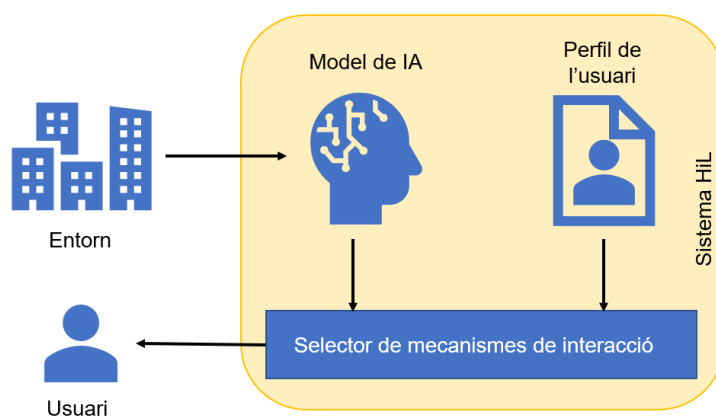 Model de IA
Perfil de
l'usuari
Entorn
Sistema HiL
Selector de mecanismes de interacció
Usuari